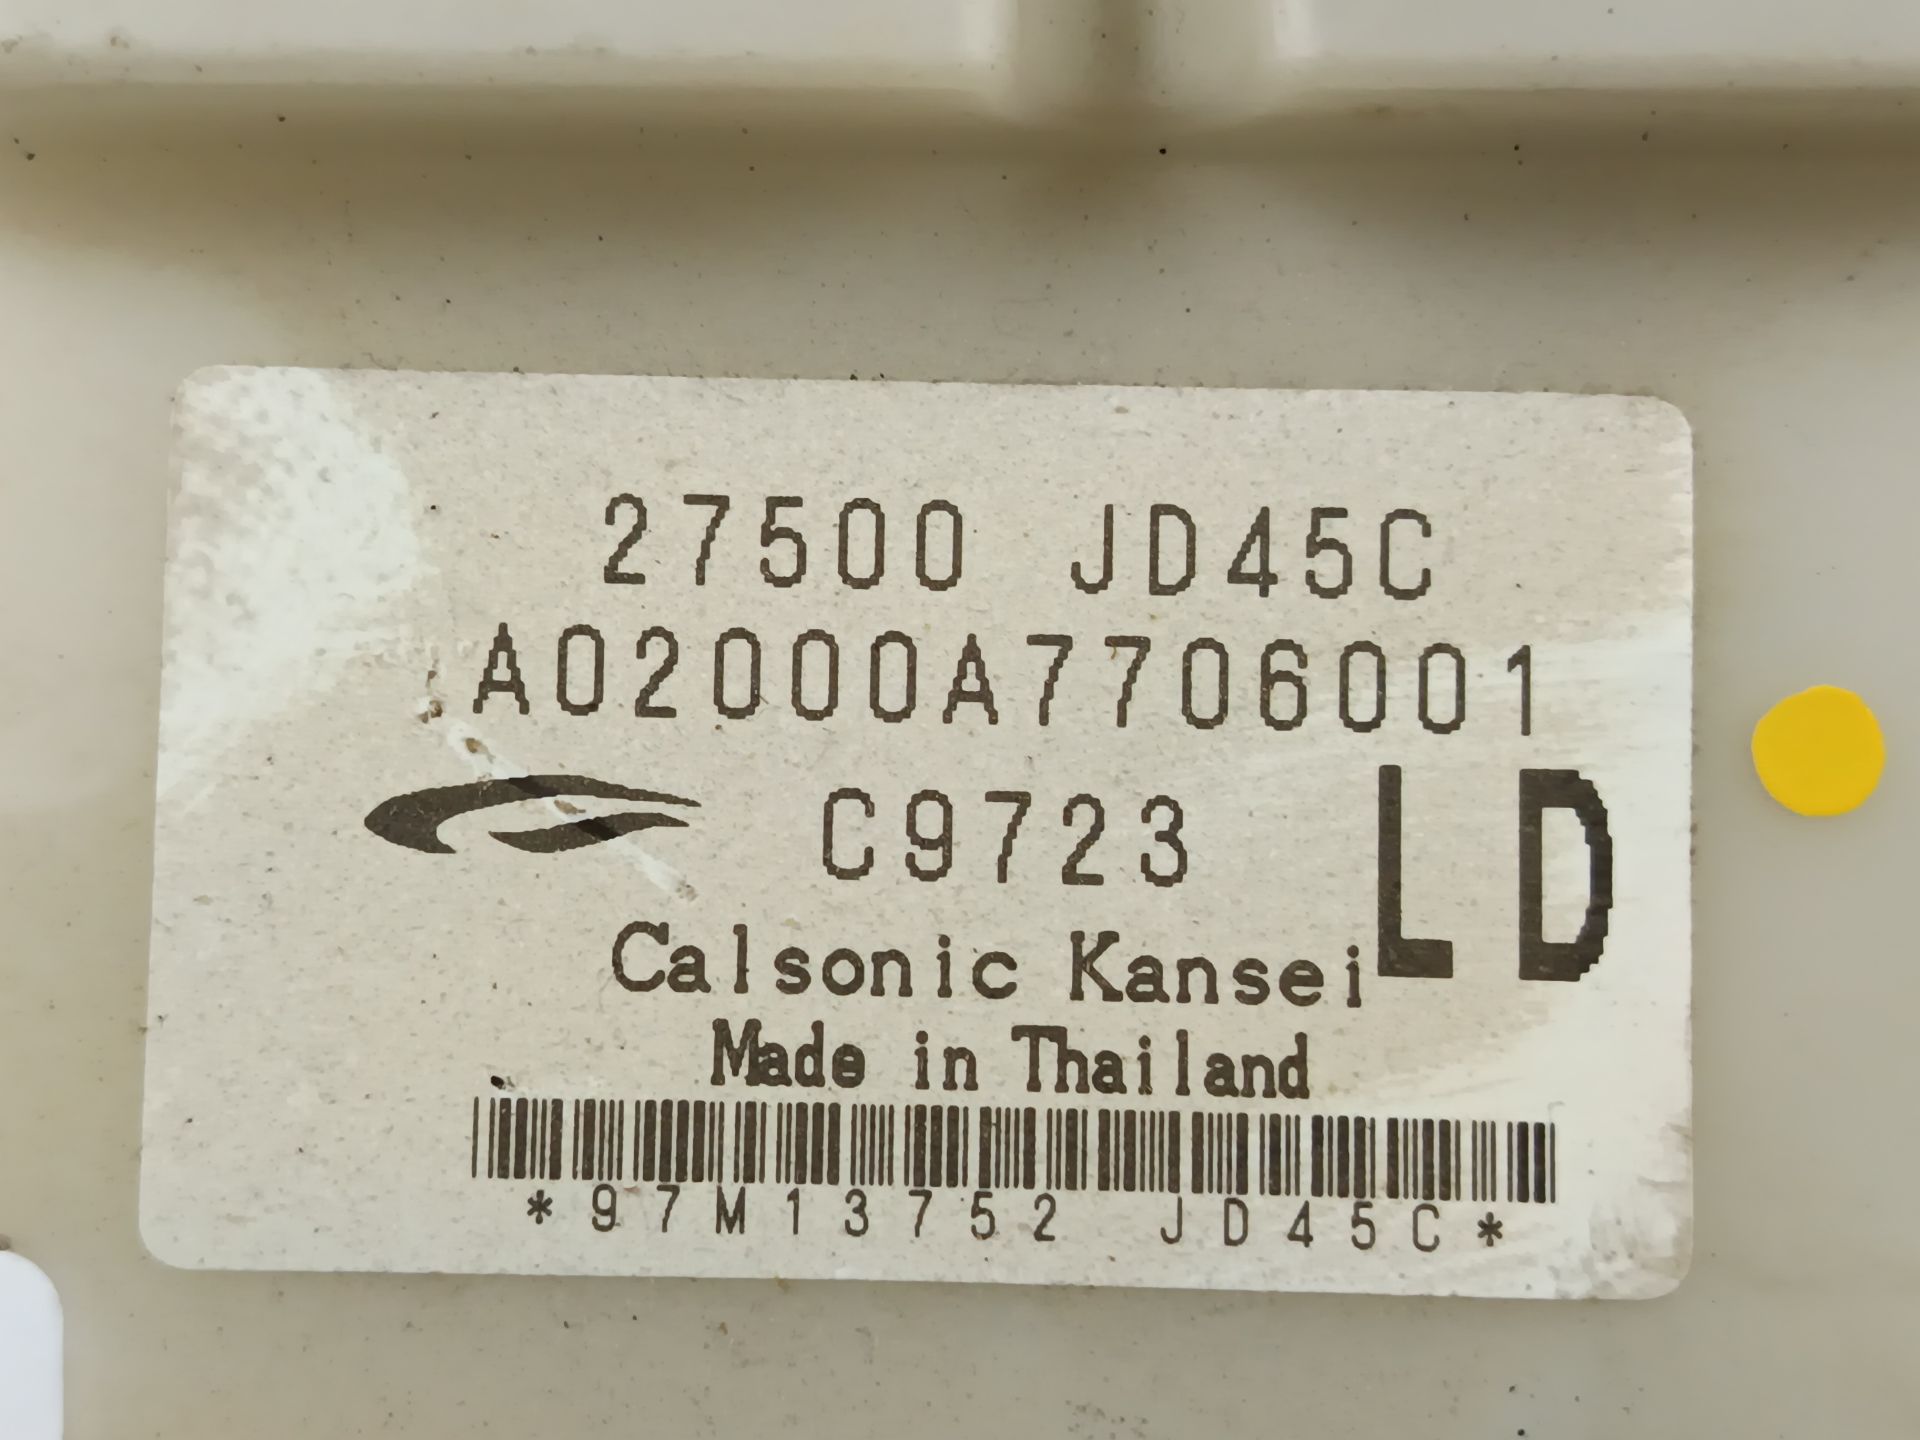 27500 JD45C
A02000A7706001
C9723 LD
Calsonic Kansei
Made in Thailand
*97M13752 JD45C*